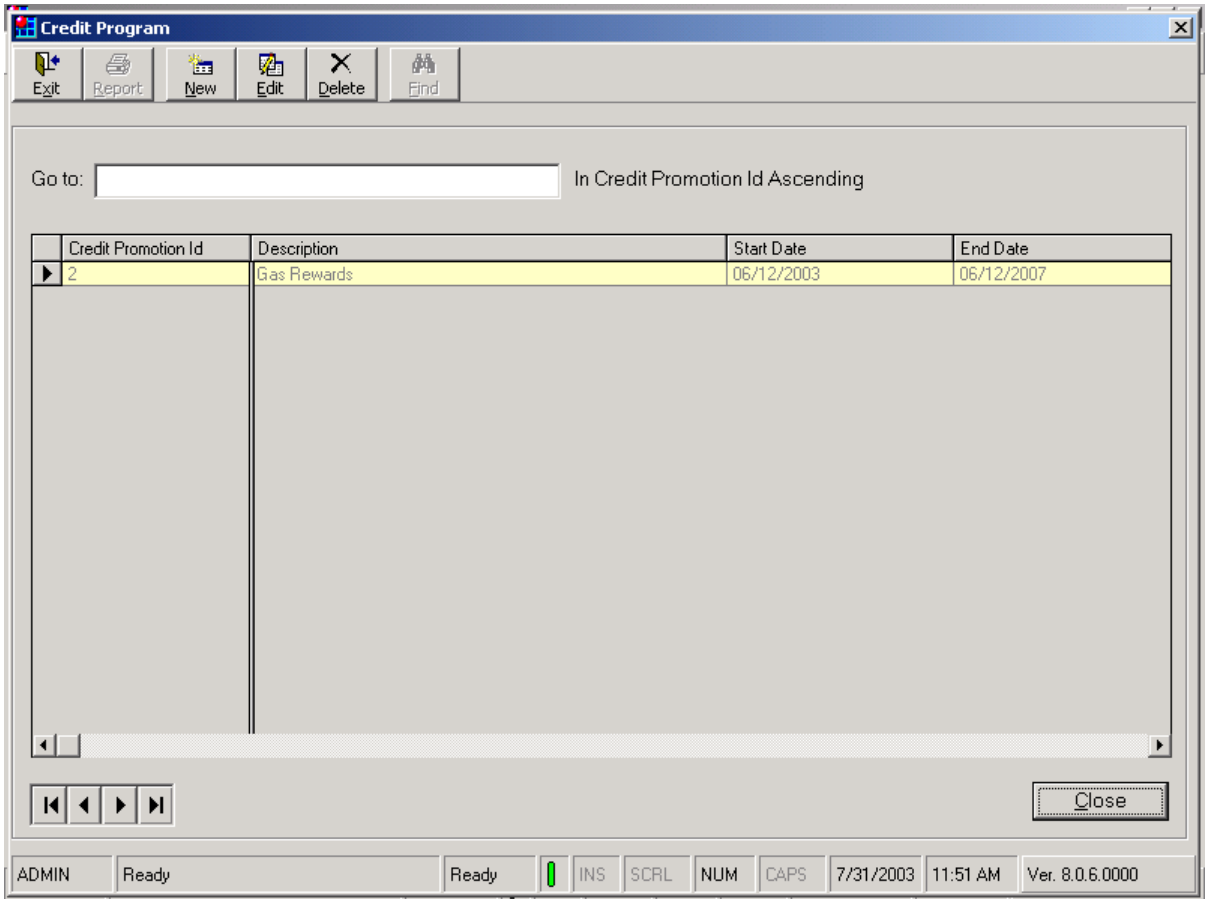 Credit Program
Exit Report New Edit Delete Find
Go to: In Credit Promotion Id Ascending
Credit Promotion Id Description Start Date End Date
2 Gas Rewards 06/12/2003 06/12/2007
Close
ADMIN Ready Ready INS SCRL NUM CAPS 7/31/2003 11:51 AM Ver. 8.0.6.0000